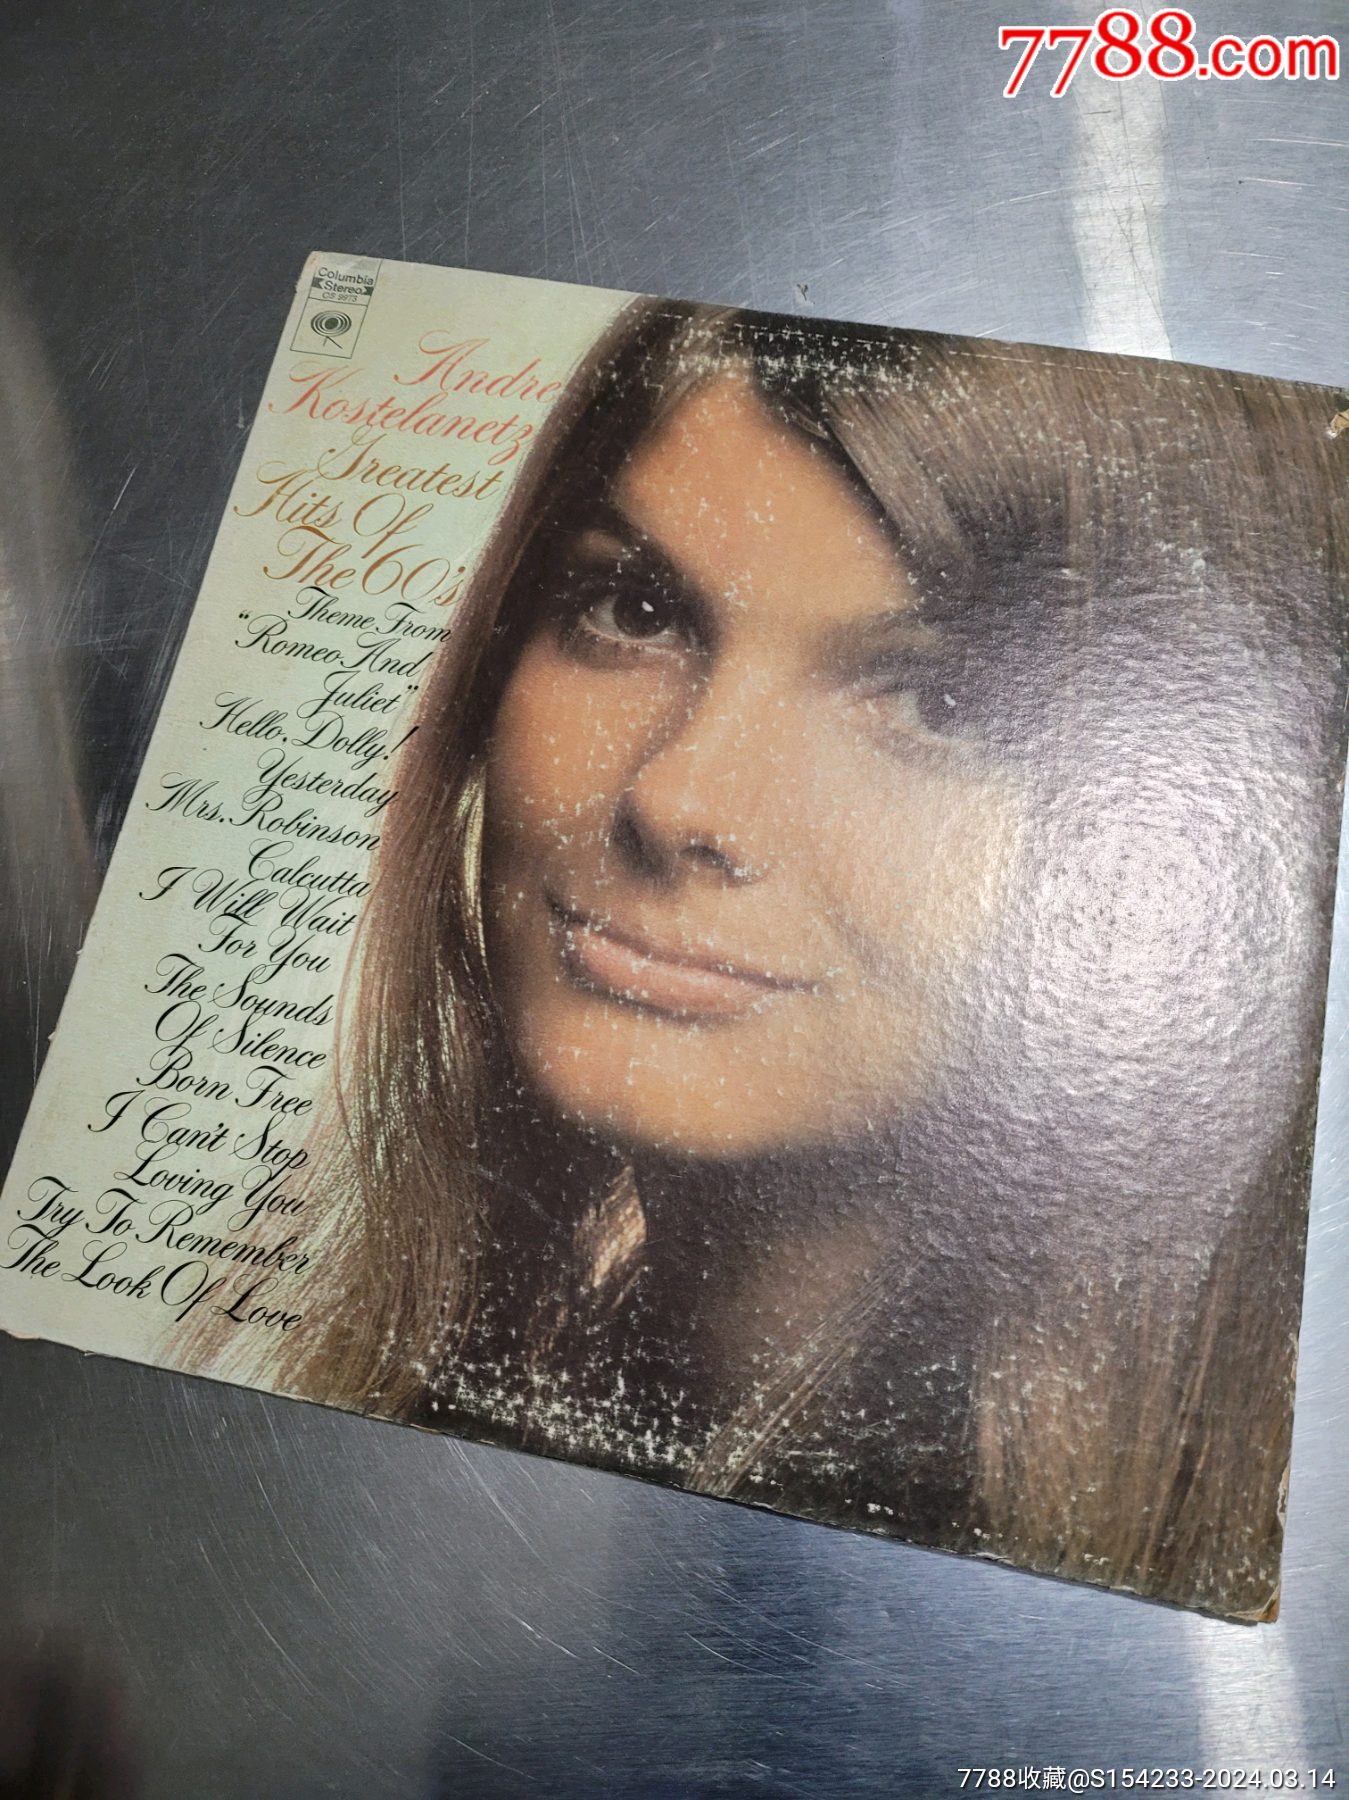 7788.com
Columbia
Stereo
CS 9973
Andre
Kostelanetz
Greatest
Hits Of
The 60's
Theme From
"Romeo And
Juliet"
Hello, Dolly!
Yesterday
Mrs. Robinson
Calcutta
I Will Wait
For You
The Sounds
Of Silence
Born Free
I Can't Stop
Loving You
Try To Remember
The Look Of Love
7788收藏@S154233-2024.03.14